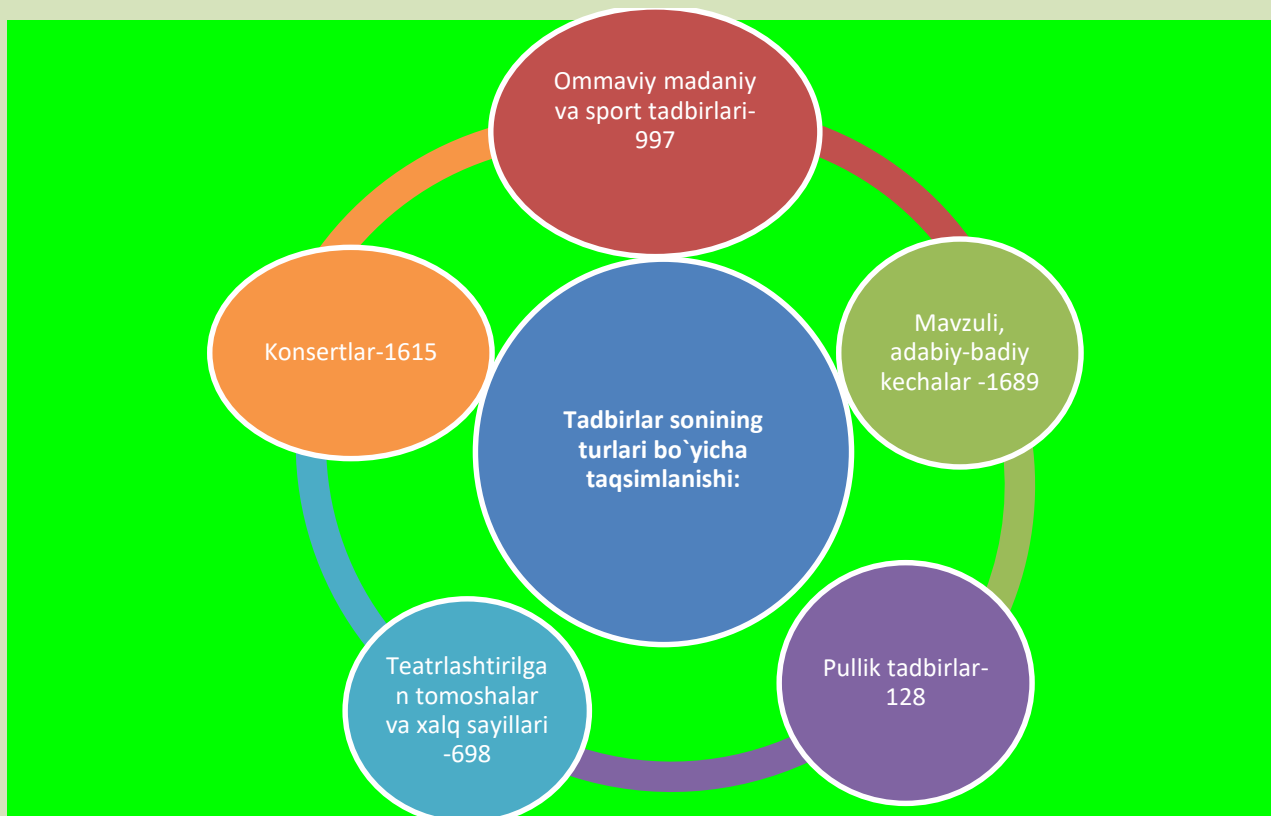 Ommaviy madaniy
va sport tadbirlari-
997
Mavzuli,
adabiy-badiy
kechalar -1689
Konsertlar-1615
Tadbirlar sonining
turlari bo`yicha
taqsimlanishi:
Pullik tadbirlar-
128
Teatrlashtirilga
n tomoshalar
va xalq sayillari
-698